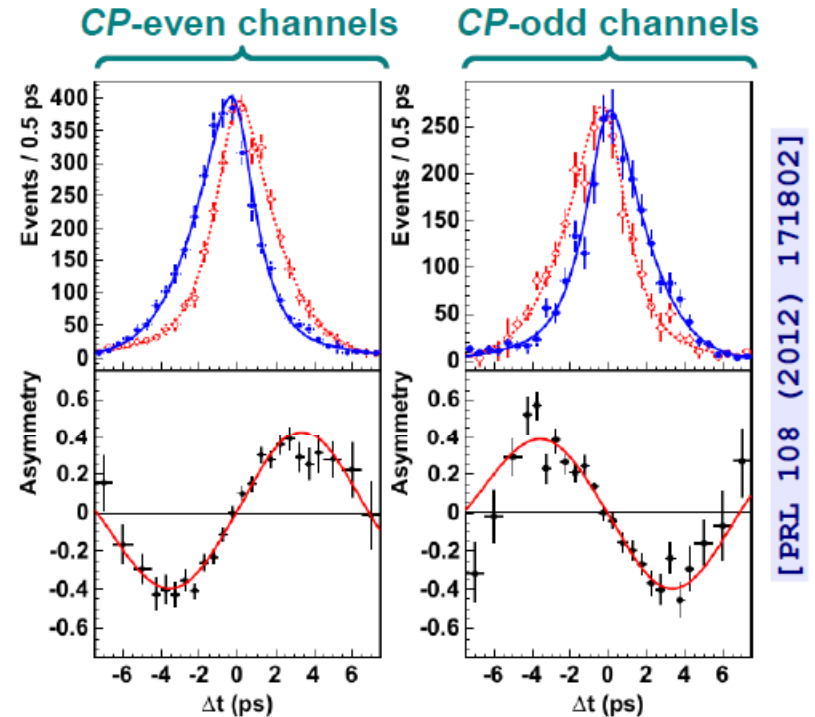 CP-even channels
CP-odd channels
Events / 0.5 ps
400
350
300
250
200
150
100
50
0
Events / 0.5 ps
250
200
150
100
50
0
Asymmetry
0.6
0.4
0.2
0
-0.2
-0.4
-0.6
-6 -4 -2 0 2 4 6
Δt (ps)
Asymmetry
0.6
0.4
0.2
0
-0.2
-0.4
-0.6
-6 -4 -2 0 2 4 6
Δt (ps)
[PRL 108 (2012) 171802]